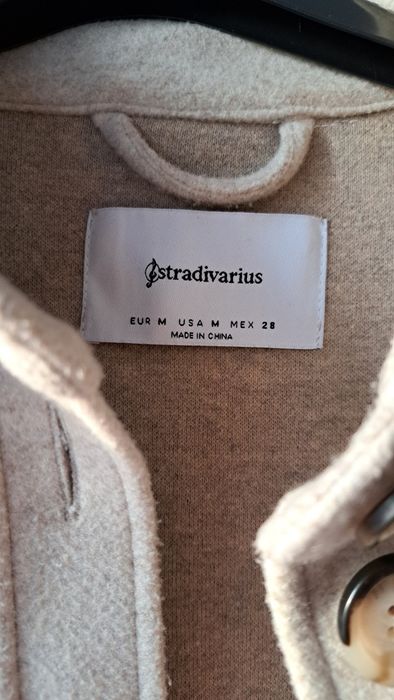 stradivarius
EUR M USA M MEX 28
MADE IN CHINA